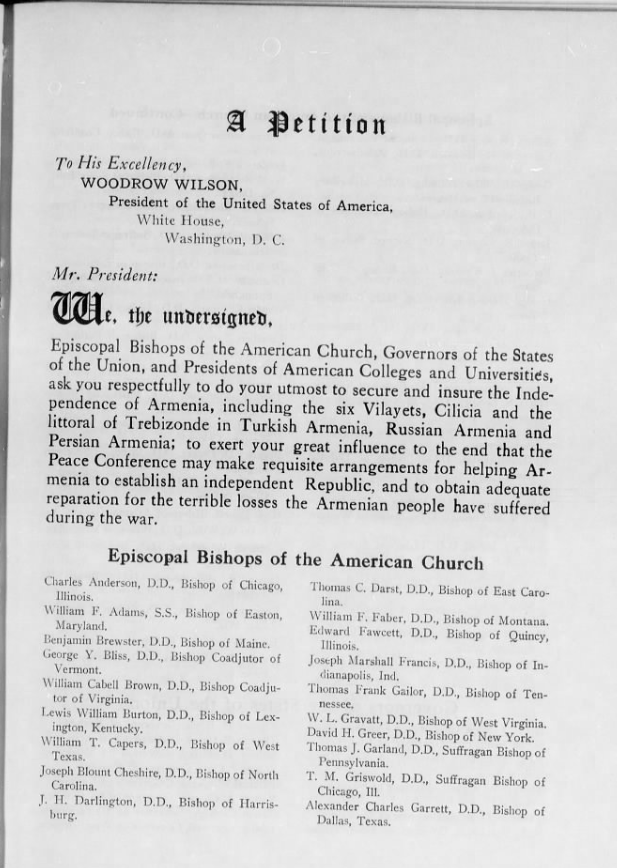 A Petition
To His Excellency,
WOODROW WILSON,
President of the United States of America,
White House,
Washington, D. C.
Mr. President:
We, the undersigned,
Episcopal Bishops of the American Church, Governors of the States
of the Union, and Presidents of American Colleges and Universities,
ask you respectfully to do your utmost to secure and insure the Inde-
pendence of Armenia, including the six Vilayets, Cilicia and the
littoral of Trebizonde in Turkish Armenia, Russian Armenia and
Persian Armenia; to exert your great influence to the end that the
Peace Conference may make requisite arrangements for helping Ar-
menia to establish an independent Republic, and to obtain adequate
reparation for the terrible losses the Armenian people have suffered
during the war.
Episcopal Bishops of the American Church
Charles Anderson, D.D., Bishop of Chicago,
Illinois.
William F. Adams, S.S., Bishop of Easton,
Maryland.
Benjamin Brewster, D.D., Bishop of Maine.
George Y. Bliss, D.D., Bishop Coadjutor of
Vermont.
William Cabell Brown, D.D., Bishop Coadju-
tor of Virginia.
Lewis William Burton, D.D., Bishop of Lex-
ington, Kentucky.
William T. Capers, D.D., Bishop of West
Texas.
Joseph Blount Cheshire, D.D., Bishop of North
Carolina.
J. H. Darlington, D.D., Bishop of Harris-
burg.
Thomas C. Darst, D.D., Bishop of East Caro-
lina.
William F. Faber, D.D., Bishop of Montana.
Edward Fawcett, D.D., Bishop of Quincy,
Illinois.
Joseph Marshall Francis, D.D., Bishop of In-
dianapolis, Ind.
Thomas Frank Gailor, D.D., Bishop of Ten-
nessee.
W. L. Gravatt, D.D., Bishop of West Virginia.
David H. Greer, D.D., Bishop of New York.
Thomas J. Garland, D.D., Suffragan Bishop of
Pennsylvania.
T. M. Griswold, D.D., Suffragan Bishop of
Chicago, Ill.
Alexander Charles Garrett, D.D., Bishop of
Dallas, Texas.